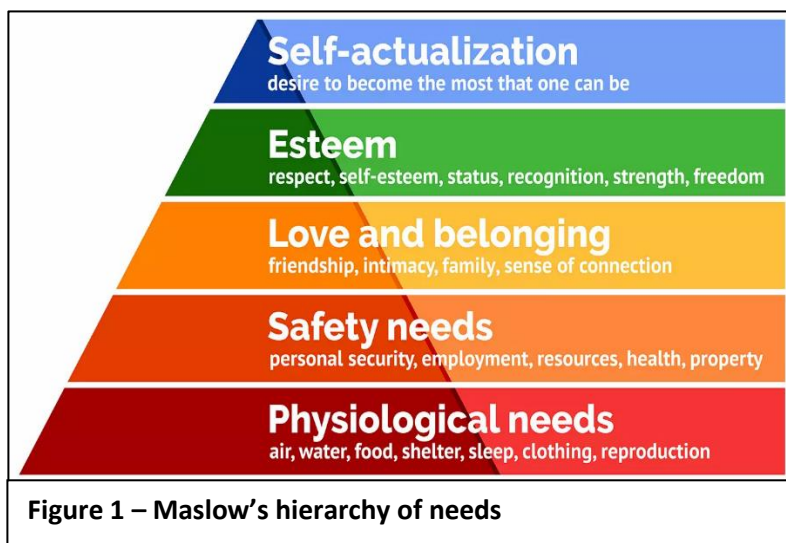 Self-actualization
desire to become the most that one can be
Esteem
respect, self-esteem, status, recognition, strength, freedom
Love and belonging
friendship, intimacy, family, sense of connection
Safety needs
personal security, employment, resources, health, property
Physiological needs
air, water, food, shelter, sleep, clothing, reproduction
Figure 1 – Maslow’s hierarchy of needs